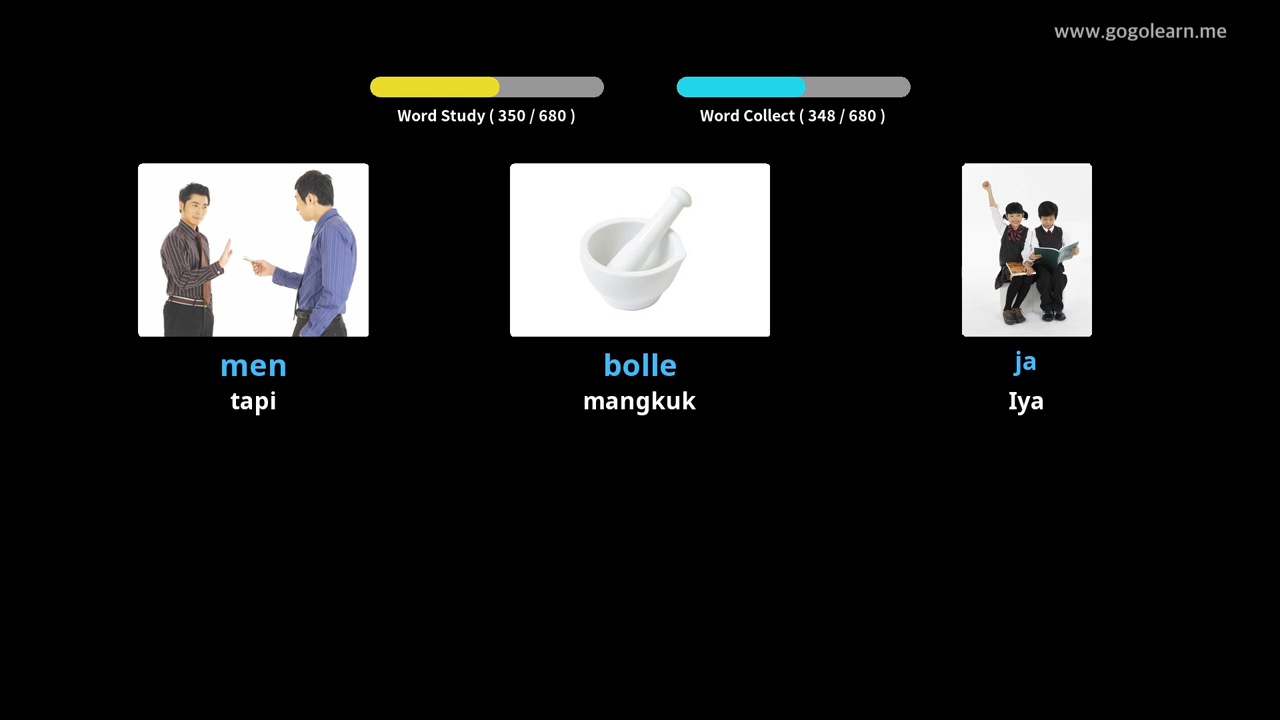 www.gogolearn.me
Word Study ( 350 / 680 )
Word Collect ( 348 / 680 )
men
tapi
bolle
mangkuk
ja
Iya